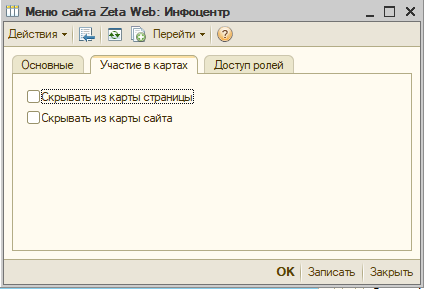 Меню сайта Zeta Web: Инфоцентр
Действия Перейти ?
Основные Участие в картах Доступ ролей
Скрывать из карты страницы
Скрывать из карты сайта
OK Записать Закрыть